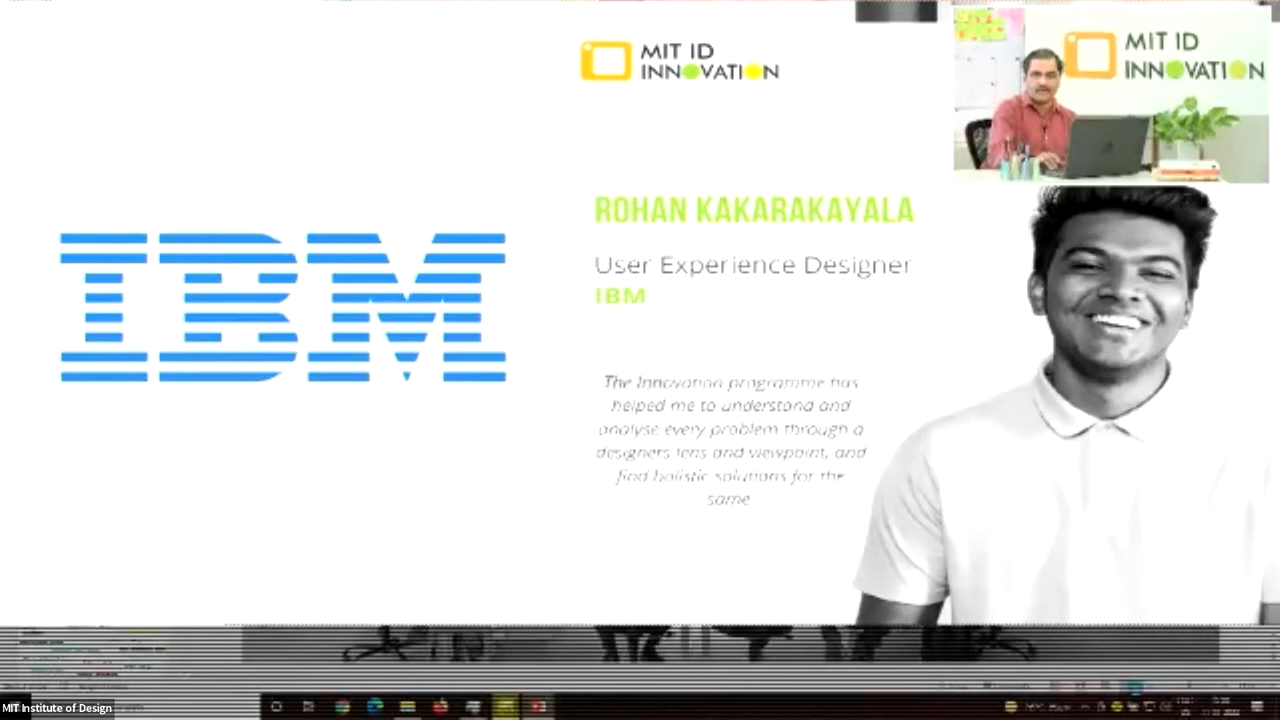 MIT ID
INNOVATION
MIT ID
INNOVATION
ROHAN KAKARAKAYALA
User Experience Designer
IBM
IBM
The Innovation programme has
helped me to understand and
analyse every problem through a
designers lens and viewpoint, and
find holistic solutions for the
same
MIT Institute of Design